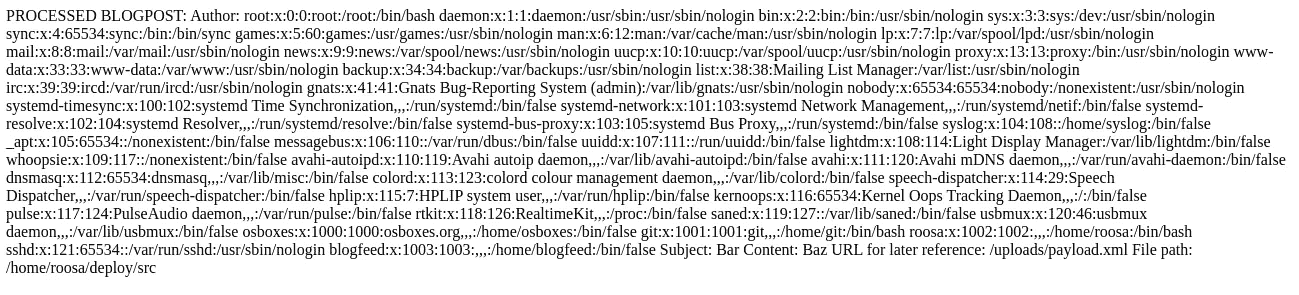 PROCESSED BLOGPOST: Author: root:x:0:0:root:/root:/bin/bash daemon:x:1:1:daemon:/usr/sbin:/usr/sbin/nologin bin:x:2:2:bin:/bin:/usr/sbin/nologin sys:x:3:3:sys:/dev:/usr/sbin/nologin
sync:x:4:65534:sync:/bin:/bin/sync games:x:5:60:games:/usr/games:/usr/sbin/nologin man:x:6:12:man:/var/cache/man:/usr/sbin/nologin lp:x:7:7:lp:/var/spool/lpd:/usr/sbin/nologin
mail:x:8:8:mail:/var/mail:/usr/sbin/nologin news:x:9:9:news:/var/spool/news:/usr/sbin/nologin uucp:x:10:10:uucp:/var/spool/uucp:/usr/sbin/nologin proxy:x:13:13:proxy:/bin:/usr/sbin/nologin www-
data:x:33:33:www-data:/var/www:/usr/sbin/nologin backup:x:34:34:backup:/var/backups:/usr/sbin/nologin list:x:38:38:Mailing List Manager:/var/list:/usr/sbin/nologin
irc:x:39:39:ircd:/var/run/ircd:/usr/sbin/nologin gnats:x:41:41:Gnats Bug-Reporting System (admin):/var/lib/gnats:/usr/sbin/nologin nobody:x:65534:65534:nobody:/nonexistent:/usr/sbin/nologin
systemd-timesync:x:100:102:systemd Time Synchronization,,,:/run/systemd:/bin/false systemd-network:x:101:103:systemd Network Management,,,:/run/systemd/netif:/bin/false systemd-
resolve:x:102:104:systemd Resolver,,,:/run/systemd/resolve:/bin/false systemd-bus-proxy:x:103:105:systemd Bus Proxy,,,:/run/systemd:/bin/false syslog:x:104:108::/home/syslog:/bin/false
_apt:x:105:65534::/nonexistent:/bin/false messagebus:x:106:110::/var/run/dbus:/bin/false uuidd:x:107:111::/run/uuidd:/bin/false lightdm:x:108:114:Light Display Manager:/var/lib/lightdm:/bin/false
whoopsie:x:109:117::/nonexistent:/bin/false avahi-autoipd:x:110:119:Avahi autoip daemon,,,:/var/lib/avahi-autoipd:/bin/false avahi:x:111:120:Avahi mDNS daemon,,,:/var/run/avahi-daemon:/bin/false
dnsmasq:x:112:65534:dnsmasq,,,:/var/lib/misc:/bin/false colord:x:113:123:colord colour management daemon,,,:/var/lib/colord:/bin/false speech-dispatcher:x:114:29:Speech
Dispatcher,,,:/var/run/speech-dispatcher:/bin/false hplip:x:115:7:HPLIP system user,,,:/var/run/hplip:/bin/false kernoops:x:116:65534:Kernel Oops Tracking Daemon,,,:/:/bin/false
pulse:x:117:124:PulseAudio daemon,,,:/var/run/pulse:/bin/false rtkit:x:118:126:RealtimeKit,,,:/proc:/bin/false saned:x:119:127::/var/lib/saned:/bin/false usbmux:x:120:46:usbmux
daemon,,,:/var/lib/usbmux:/bin/false osboxes:x:1000:1000:osboxes.org,,,:/home/osboxes:/bin/false git:x:1001:1001:git,,,:/home/git:/bin/bash roosa:x:1002:1002:,,,:/home/roosa:/bin/bash
sshd:x:121:65534::/var/run/sshd:/usr/sbin/nologin blogfeed:x:1003:1003:,,,:/home/blogfeed:/bin/false Subject: Bar Content: Baz URL for later reference: /uploads/payload.xml File path:
/home/roosa/deploy/src